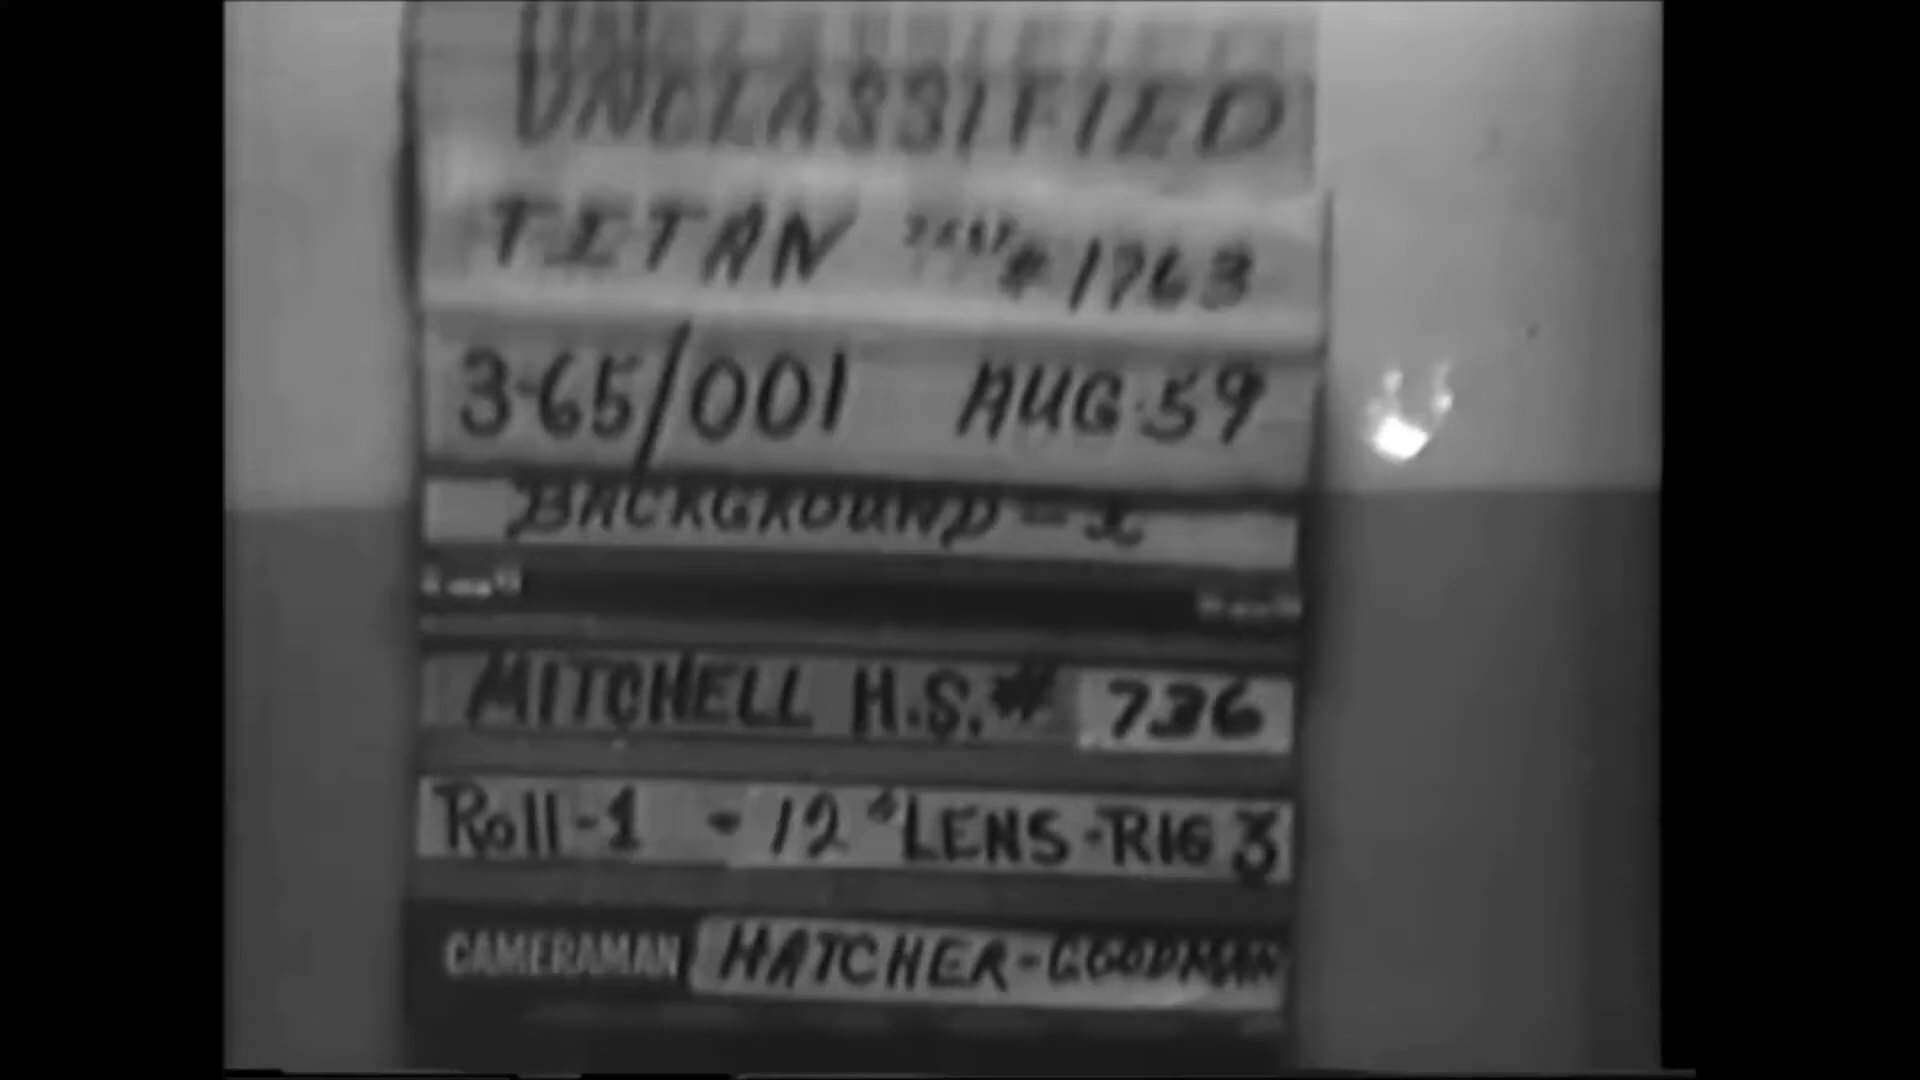 UNCLASSIFIED
TITAN TEST # 1763
3-65/001 AUG-59
BACKGROUND - X
MITCHELL H.S. # 736
Roll-1 - 12" LENS-RIG 3
CAMERAMAN HATCHER-GOODMAN